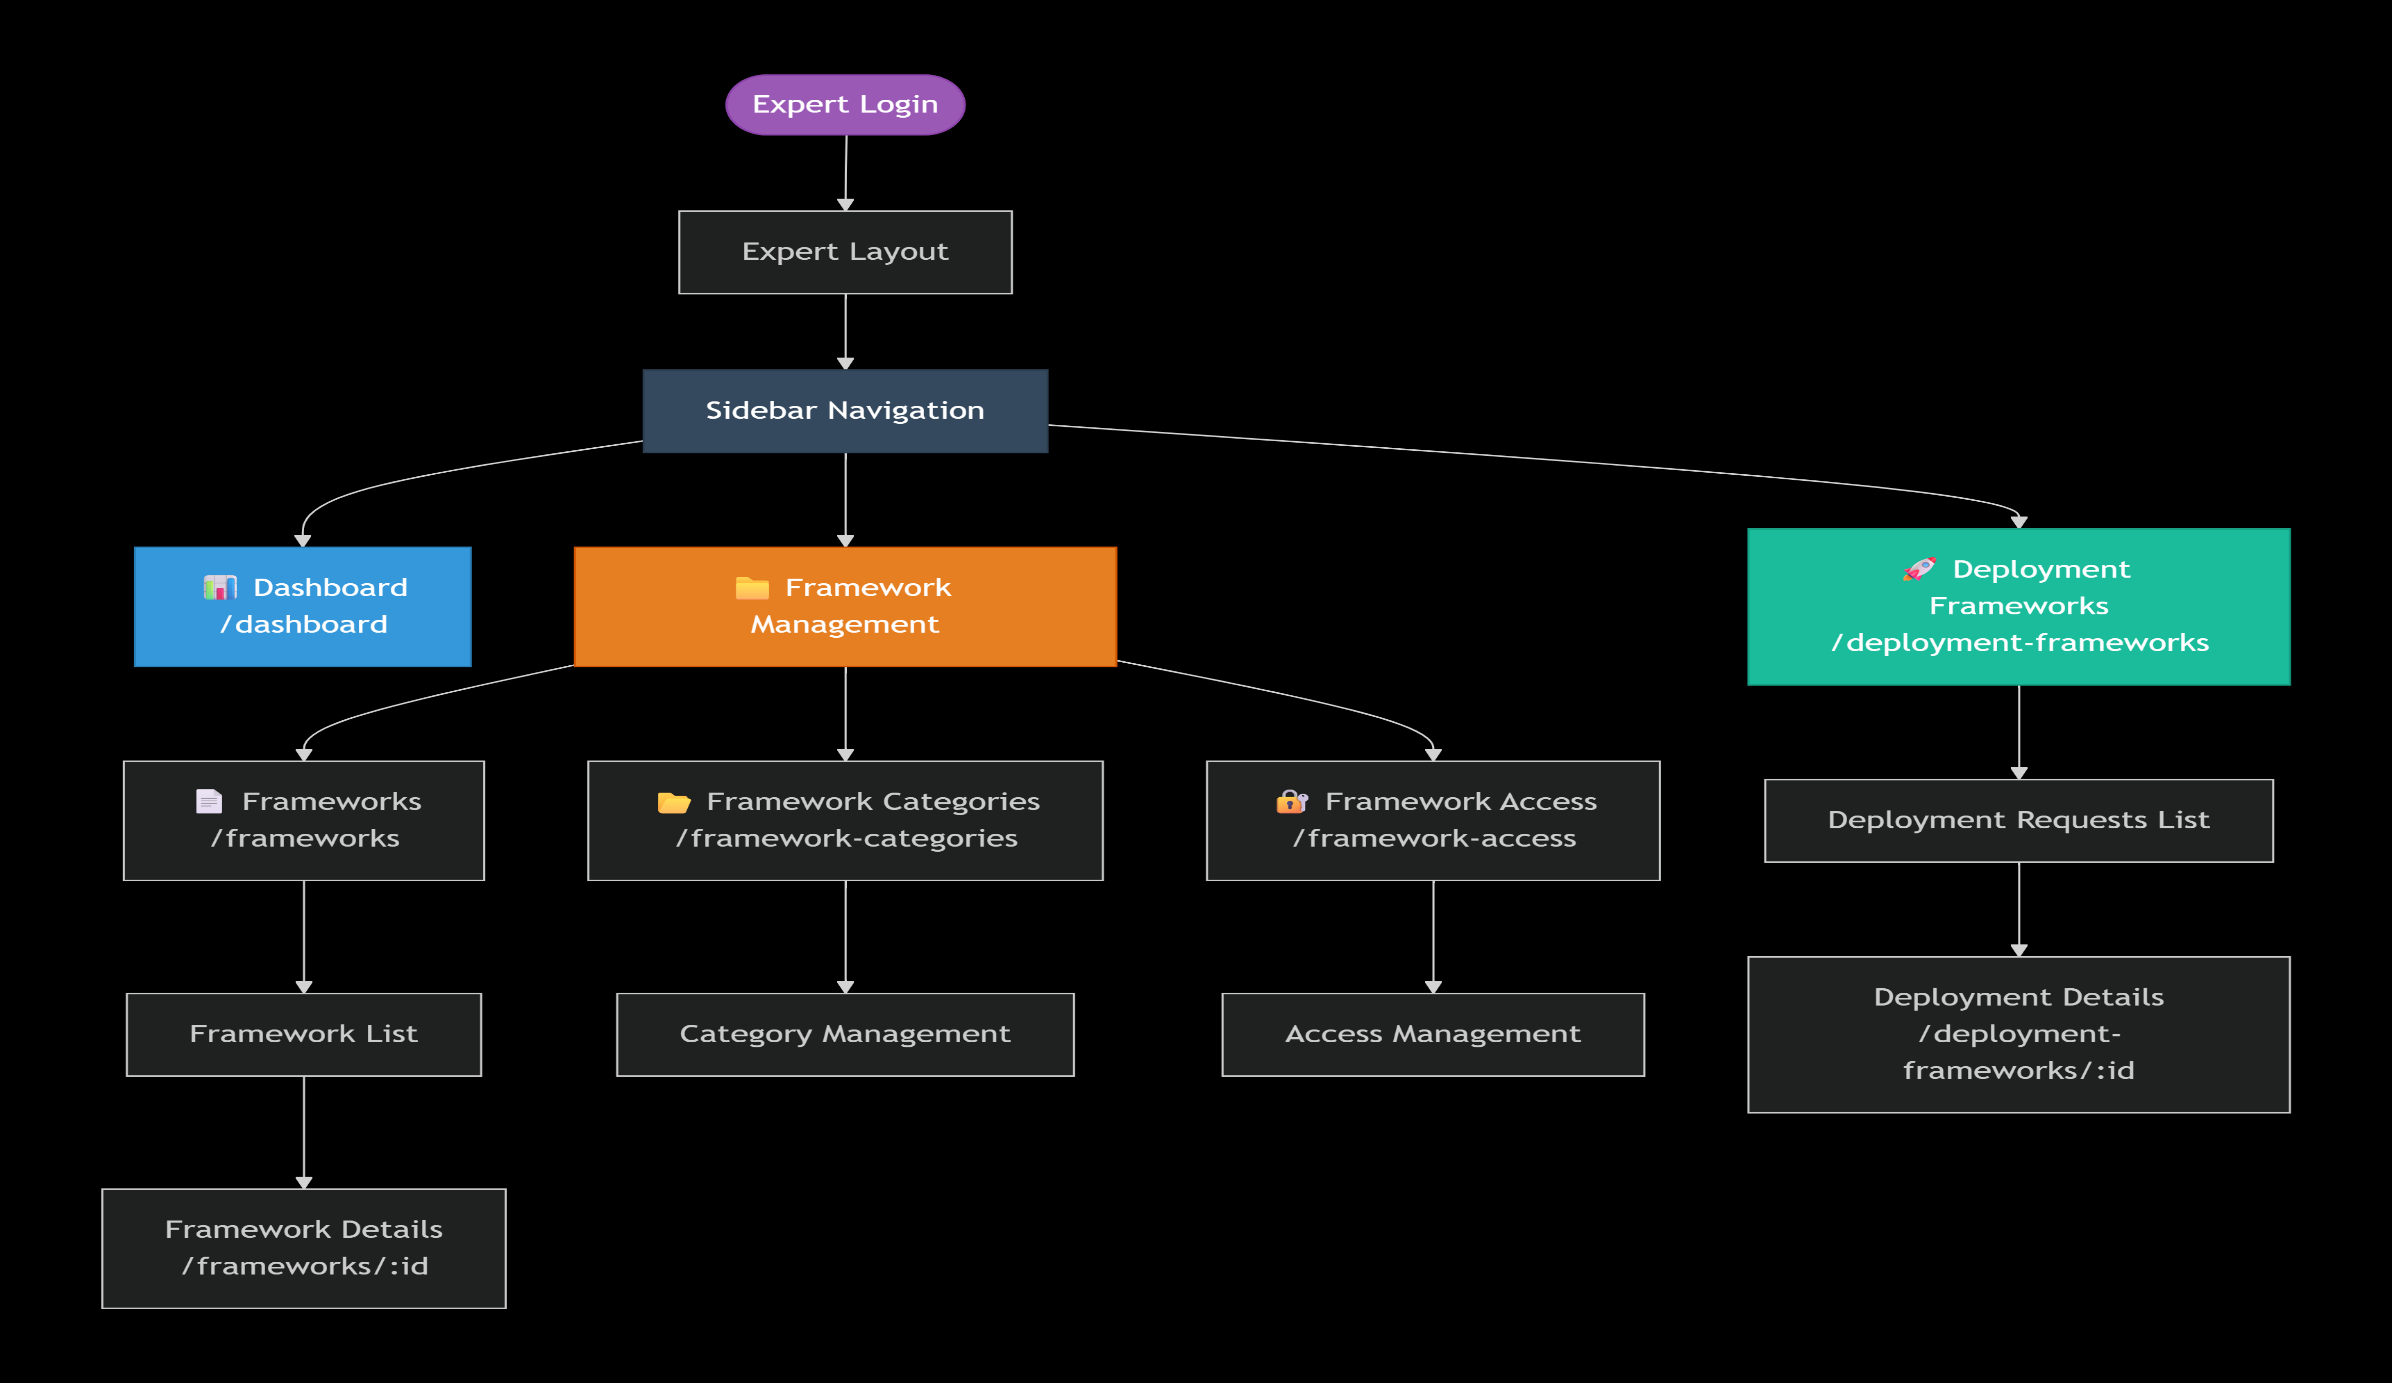 Expert Login
Expert Layout
Sidebar Navigation
Dashboard
/dashboard
Framework
Management
Deployment
Frameworks
/deployment-frameworks
Frameworks
/frameworks
Framework Categories
/framework-categories
Framework Access
/framework-access
Deployment Requests List
Framework List
Category Management
Access Management
Deployment Details
/deployment-
frameworks/:id
Framework Details
/frameworks/:id